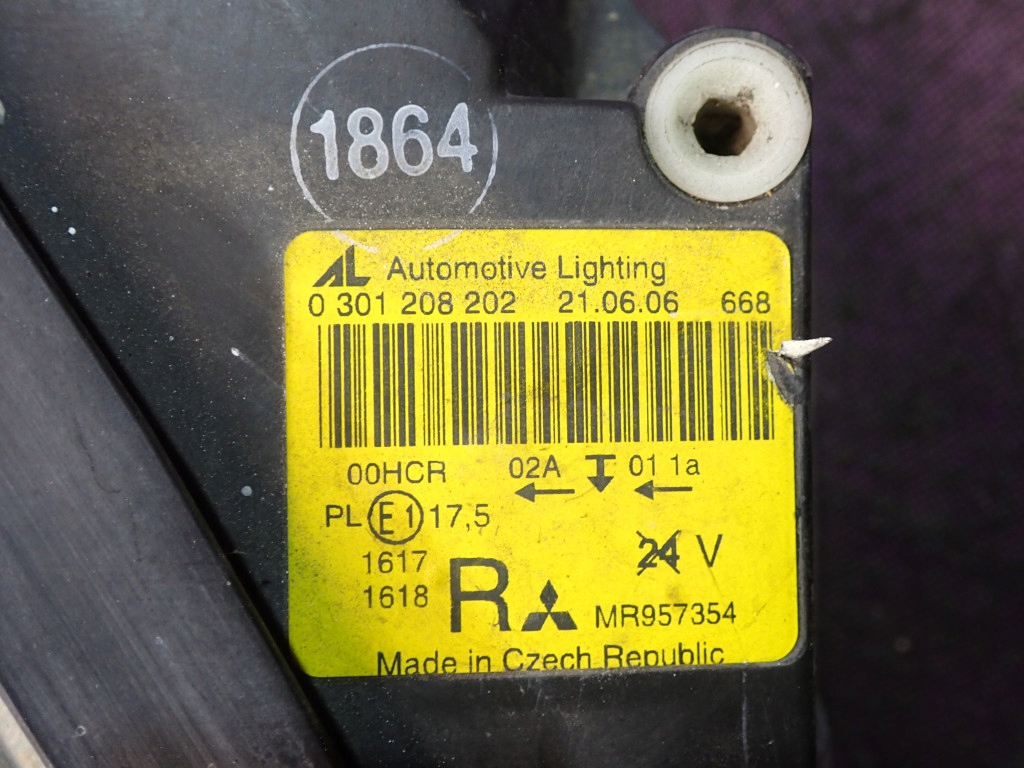 1864
AL Automotive Lighting
0 301 208 202 21.06.06 668
00HCR 02A 01 1a
PL E1 17,5
1617
1618
R
24 V
MR957354
Made in Czech Republic